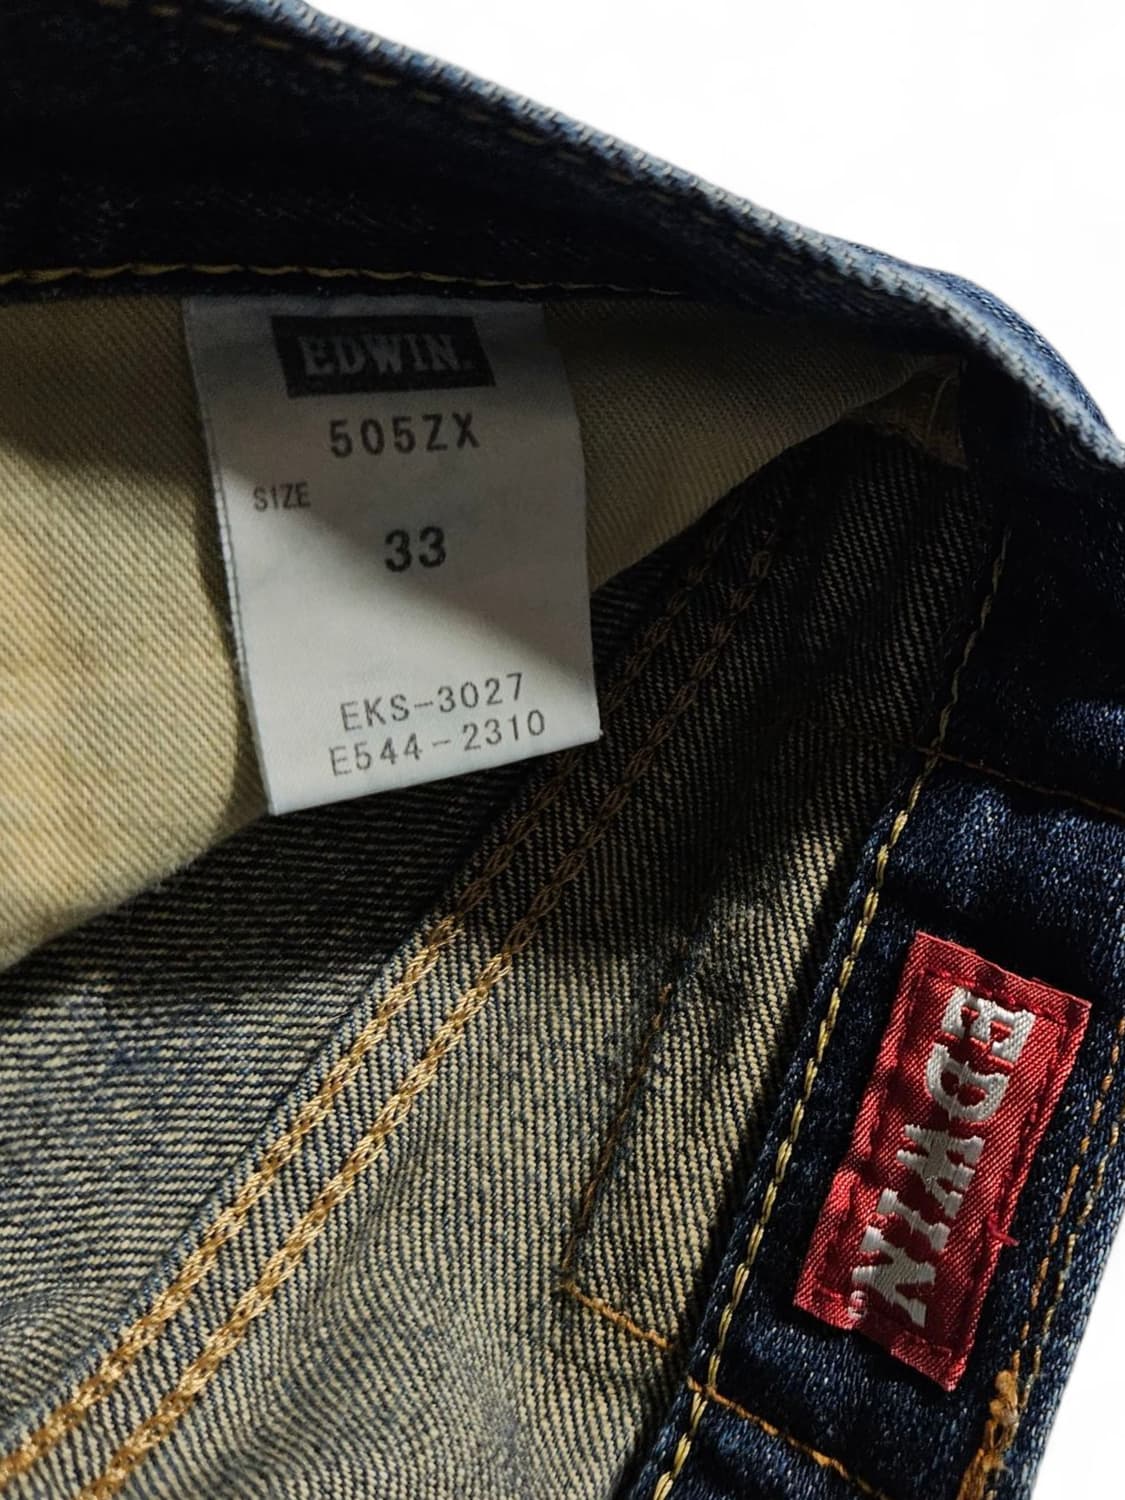 EDWIN.
505ZX
SIZE
33
EKS-3027
E544-2310
EDWIN